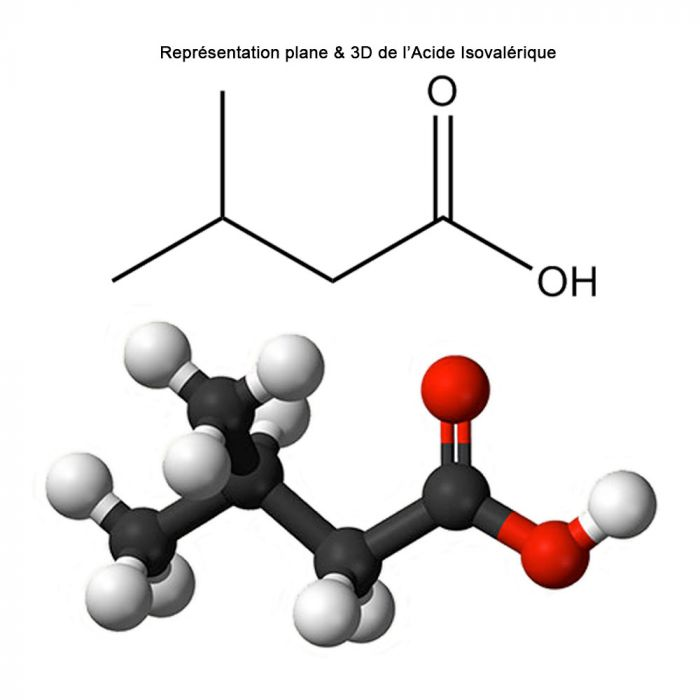 Représentation plane & 3D de l’Acide Isovalérique
O
OH